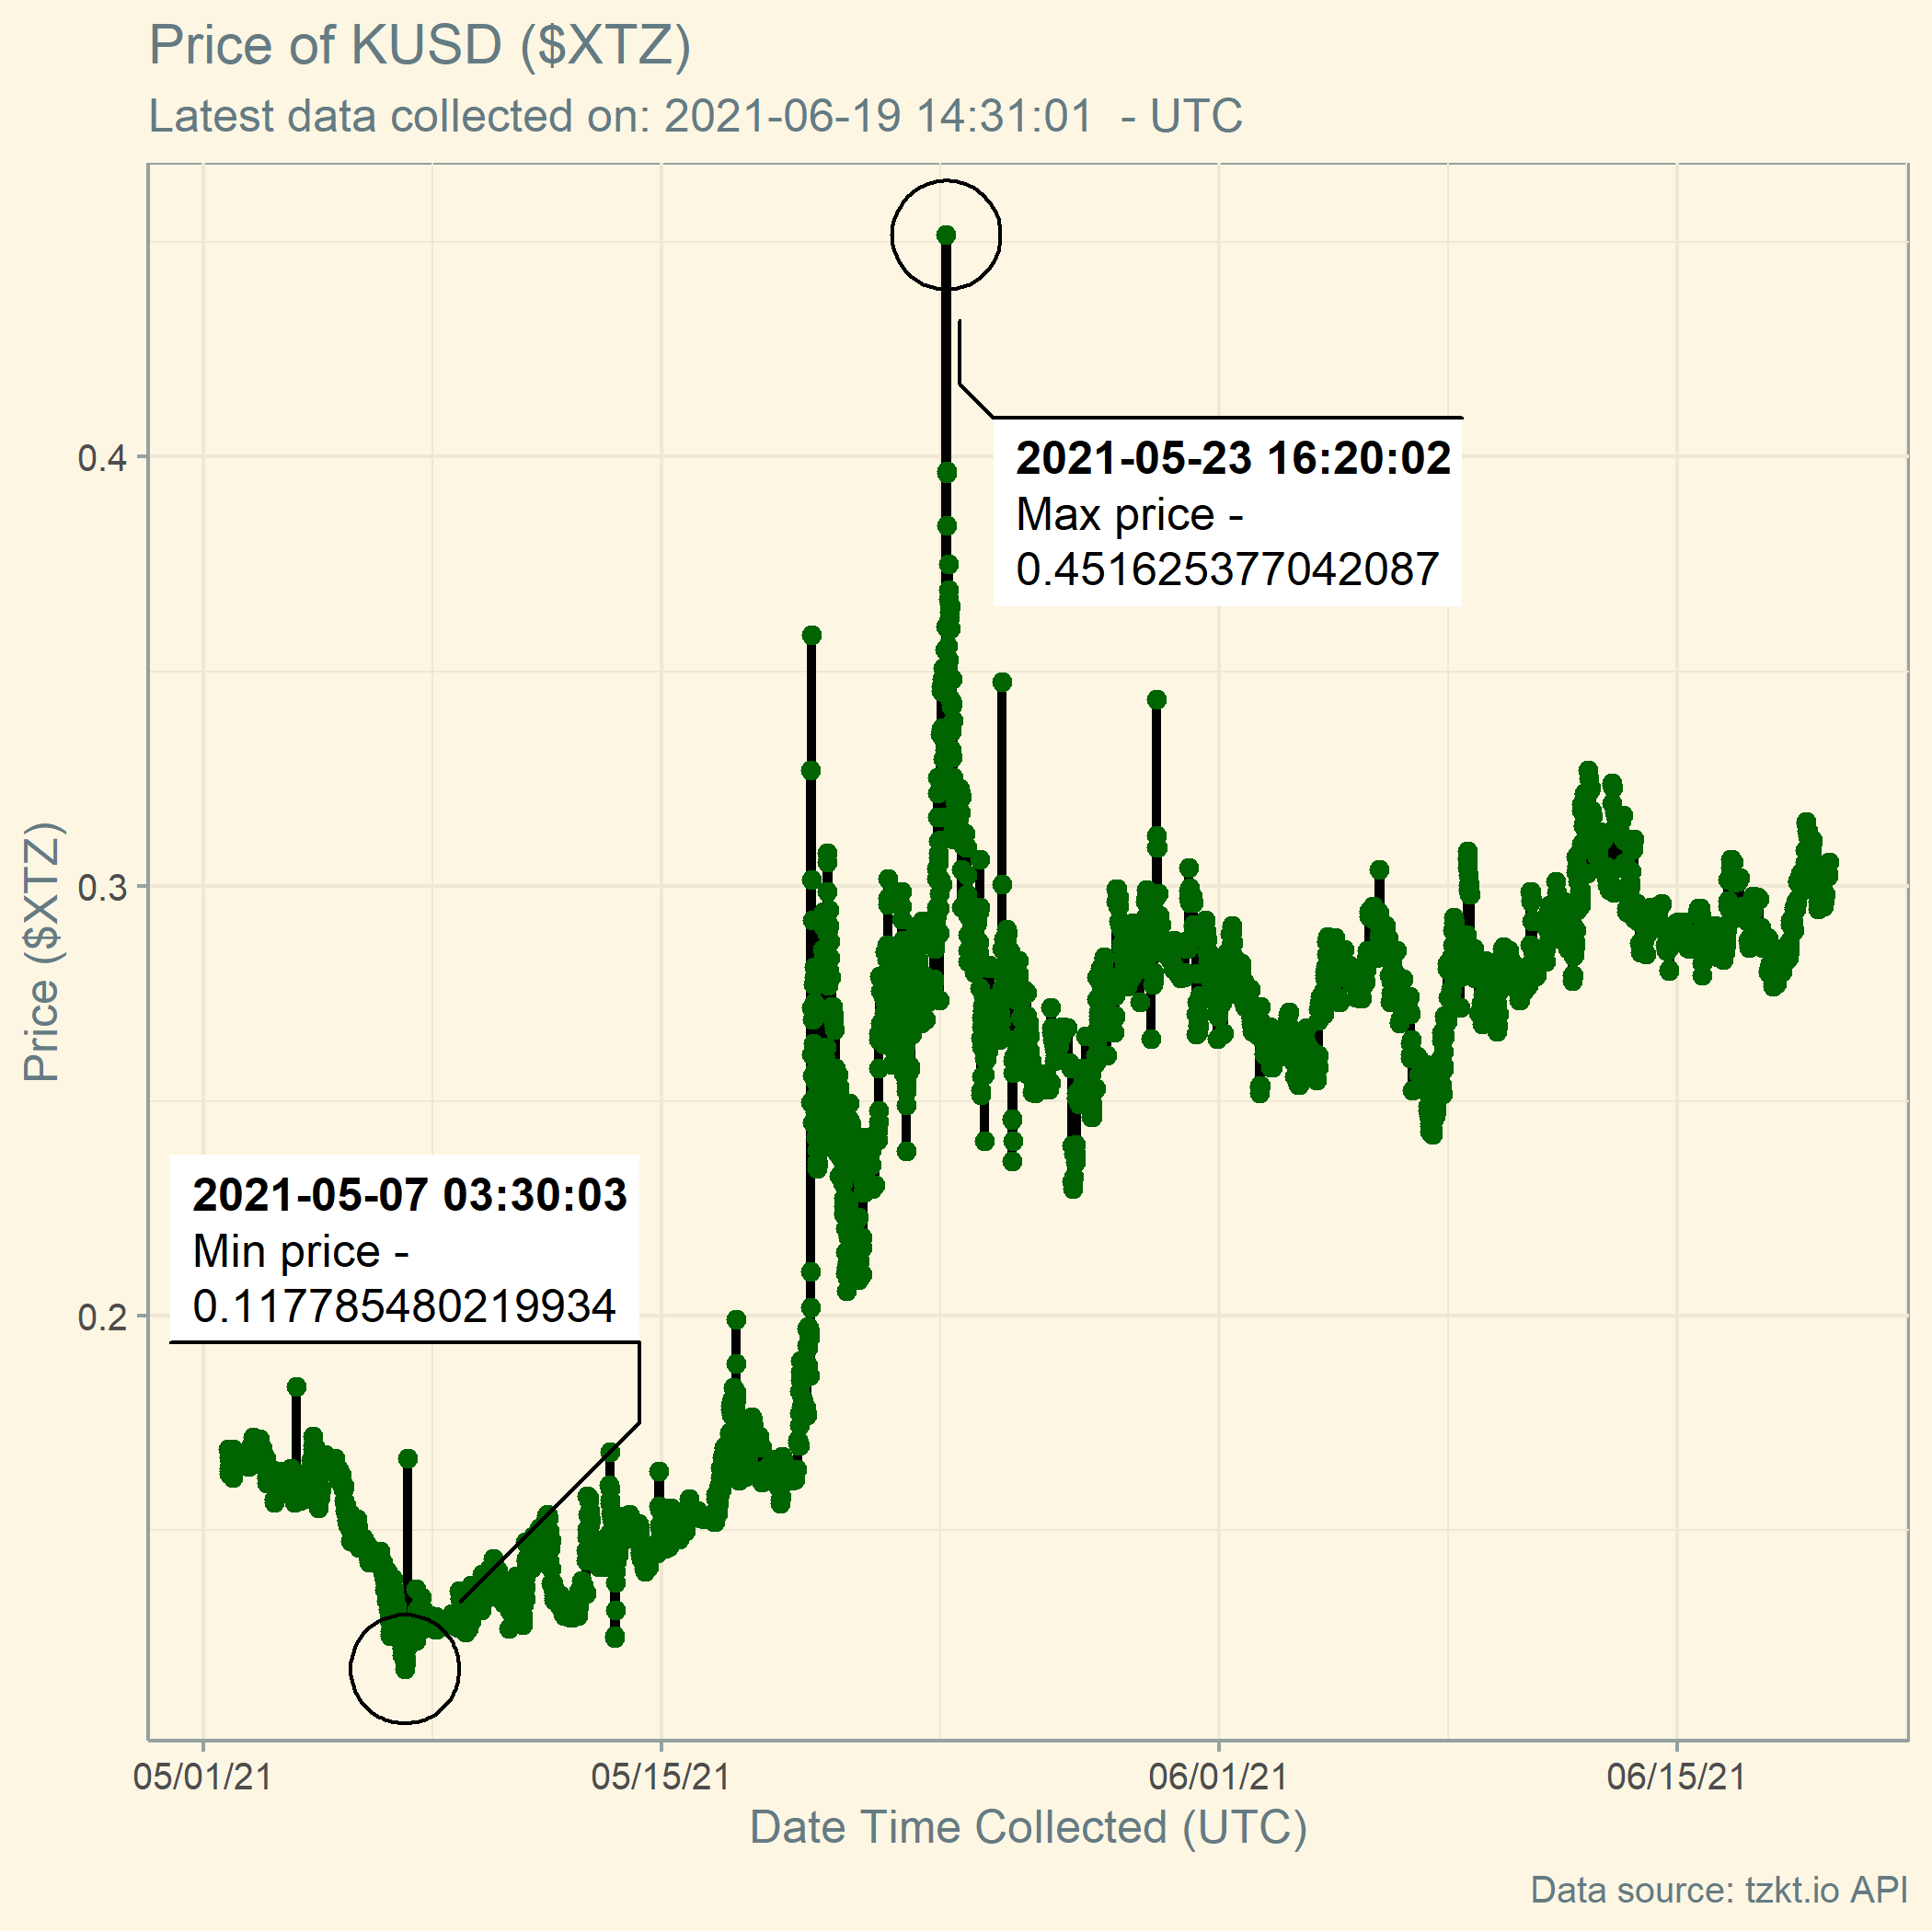 Price of KUSD ($XTZ)
Latest data collected on: 2021-06-19 14:31:01  - UTC
Price ($XTZ)
0.4
0.3
0.2
2021-05-23 16:20:02
Max price -
0.451625377042087
2021-05-07 03:30:03
Min price -
0.117785480219934
05/01/21
05/15/21
06/01/21
06/15/21
Date Time Collected (UTC)
Data source: tzkt.io API